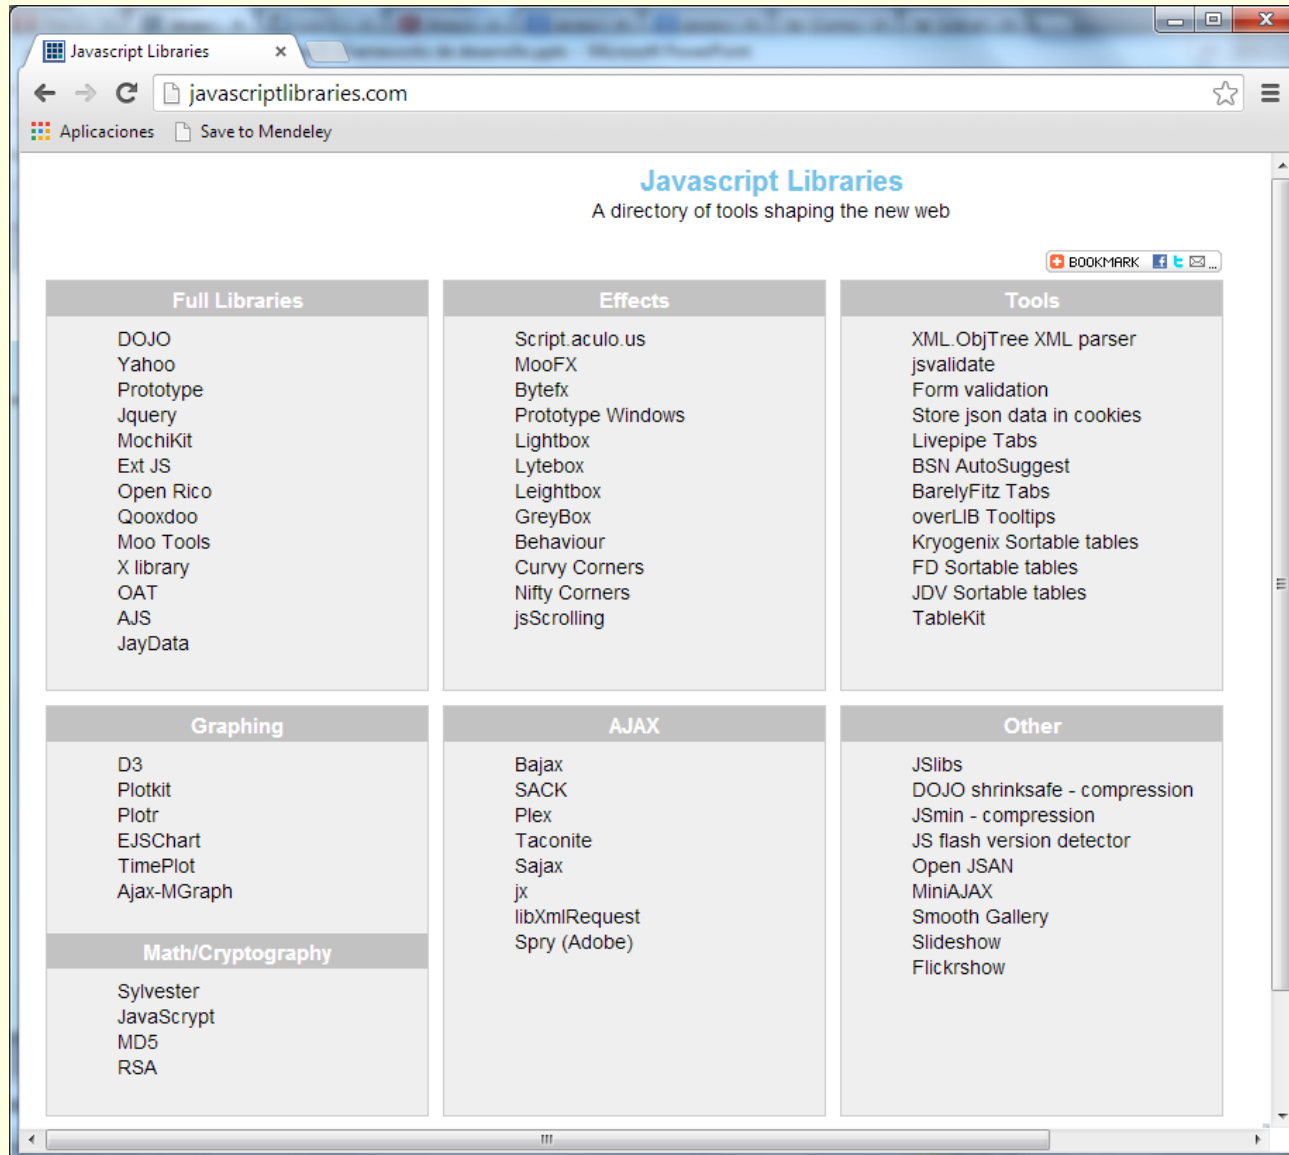 Javascript Libraries
javascriptlibraries.com
Aplicaciones Save to Mendeley
Javascript Libraries
A directory of tools shaping the new web
BOOKMARK ...
Full Libraries
DOJO
Yahoo
Prototype
Jquery
MochiKit
Ext JS
Open Rico
Qooxdoo
Moo Tools
X library
OAT
AJS
JayData
Effects
Script.aculo.us
MooFX
Bytefx
Prototype Windows
Lightbox
Lytebox
Leightbox
GreyBox
Behaviour
Curvy Corners
Nifty Corners
jsScrolling
Tools
XML.ObjTree XML parser
jsvalidate
Form validation
Store json data in cookies
Livepipe Tabs
BSN AutoSuggest
BarelyFitz Tabs
overLIB Tooltips
Kryogenix Sortable tables
FD Sortable tables
JDV Sortable tables
TableKit
Graphing
D3
Plotkit
Plotr
EJSChart
TimePlot
Ajax-MGraph
Math/Cryptography
Sylvester
JavaScrypt
MD5
RSA
AJAX
Bajax
SACK
Plex
Taconite
Sajax
jx
libXmlRequest
Spry (Adobe)
Other
JSlibs
DOJO shrinksafe - compression
JSmin - compression
JS flash version detector
Open JSAN
MiniAJAX
Smooth Gallery
Slideshow
Flickrshow